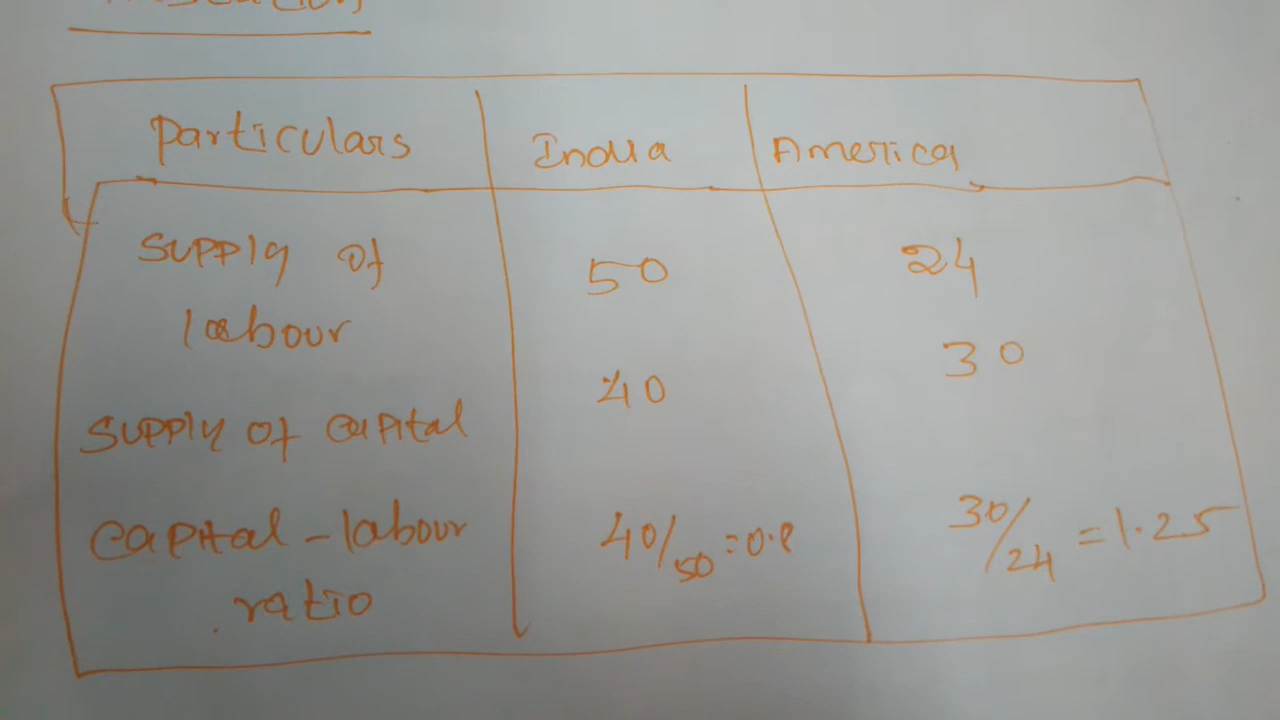 Particulars India America
Supply of 50 24
labour
30
40
Supply of capital
Capital-labour 40/50=0.8 30/24=1.25
ratio